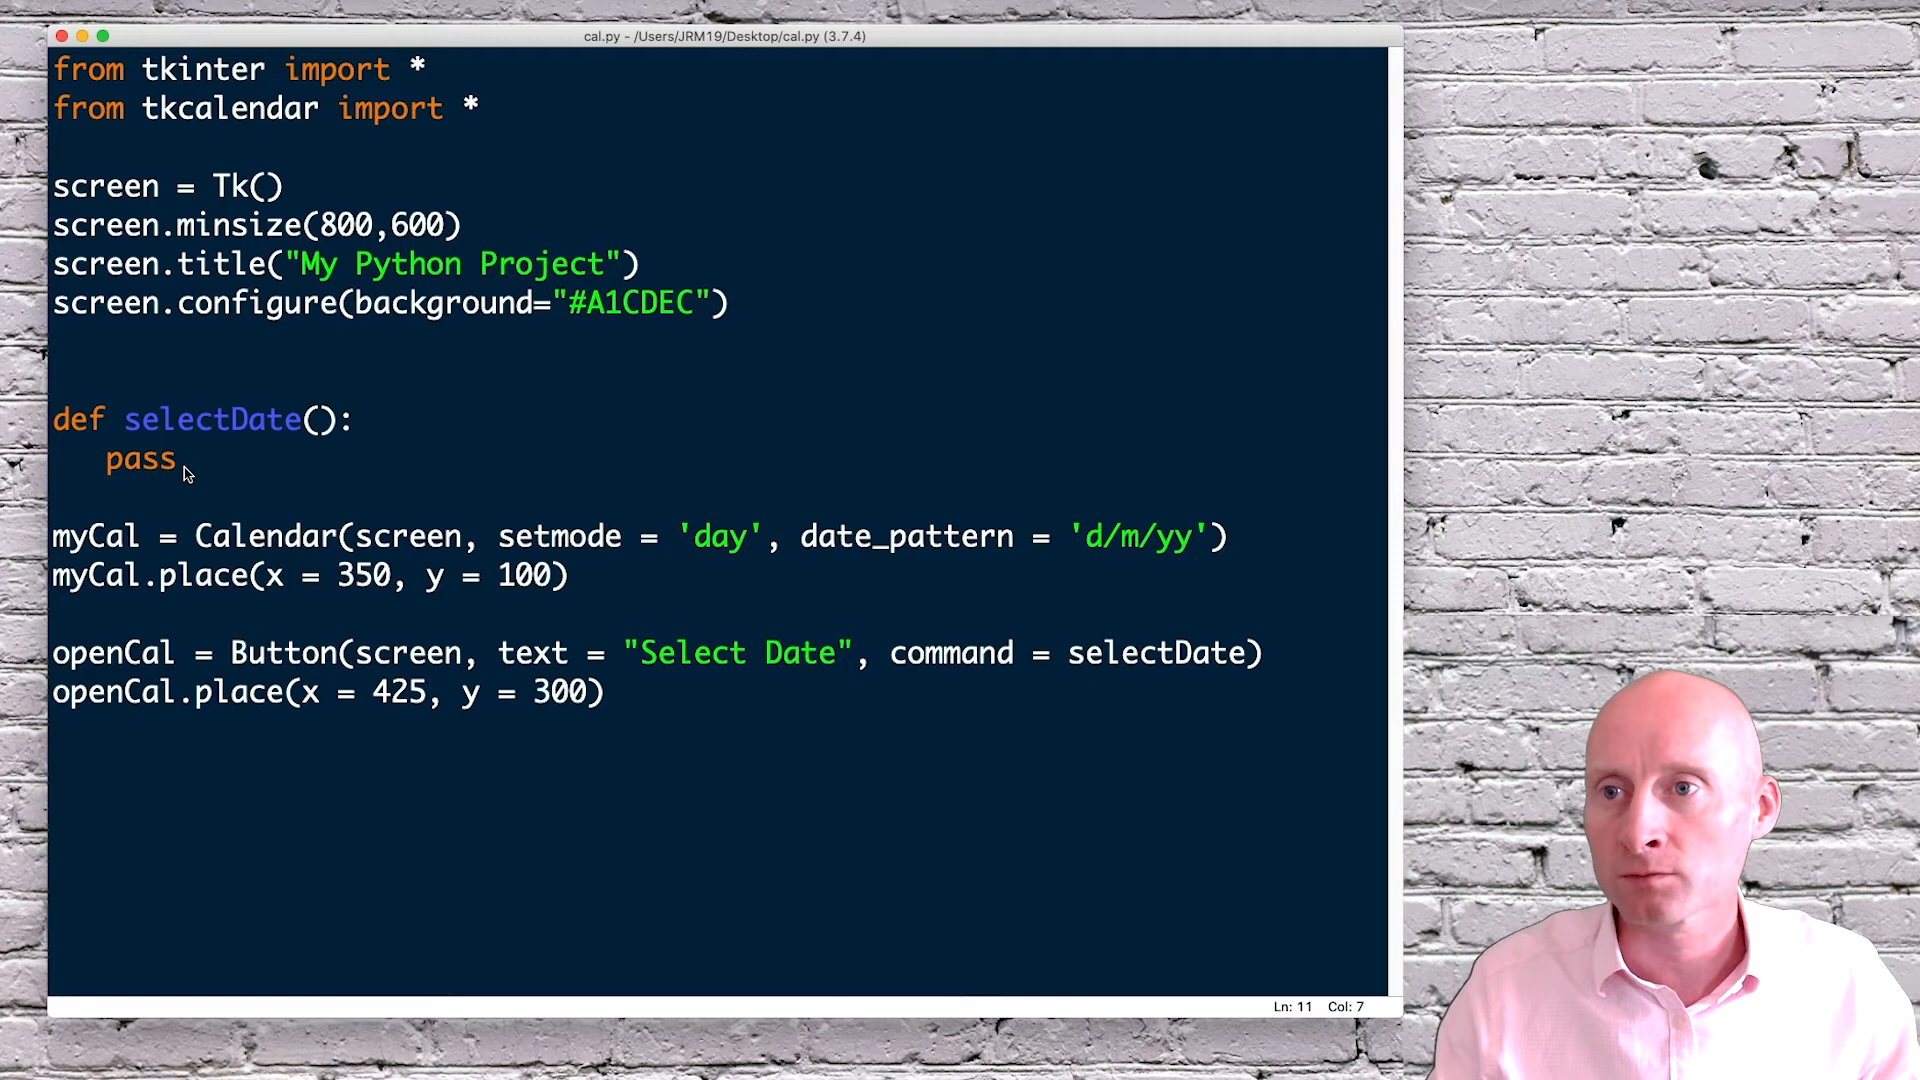 cal.py - /Users/JRM19/Desktop/cal.py (3.7.4)
from tkinter import *
from tkcalendar import *
screen = Tk()
screen.minsize(800,600)
screen.title("My Python Project")
screen.configure(background="#A1CDEC")
def selectDate():
pass
myCal = Calendar(screen, setmode = 'day', date_pattern = 'd/m/yy')
myCal.place(x = 350, y = 100)
openCal = Button(screen, text = "Select Date", command = selectDate)
openCal.place(x = 425, y = 300)
Ln: 11 Col: 7